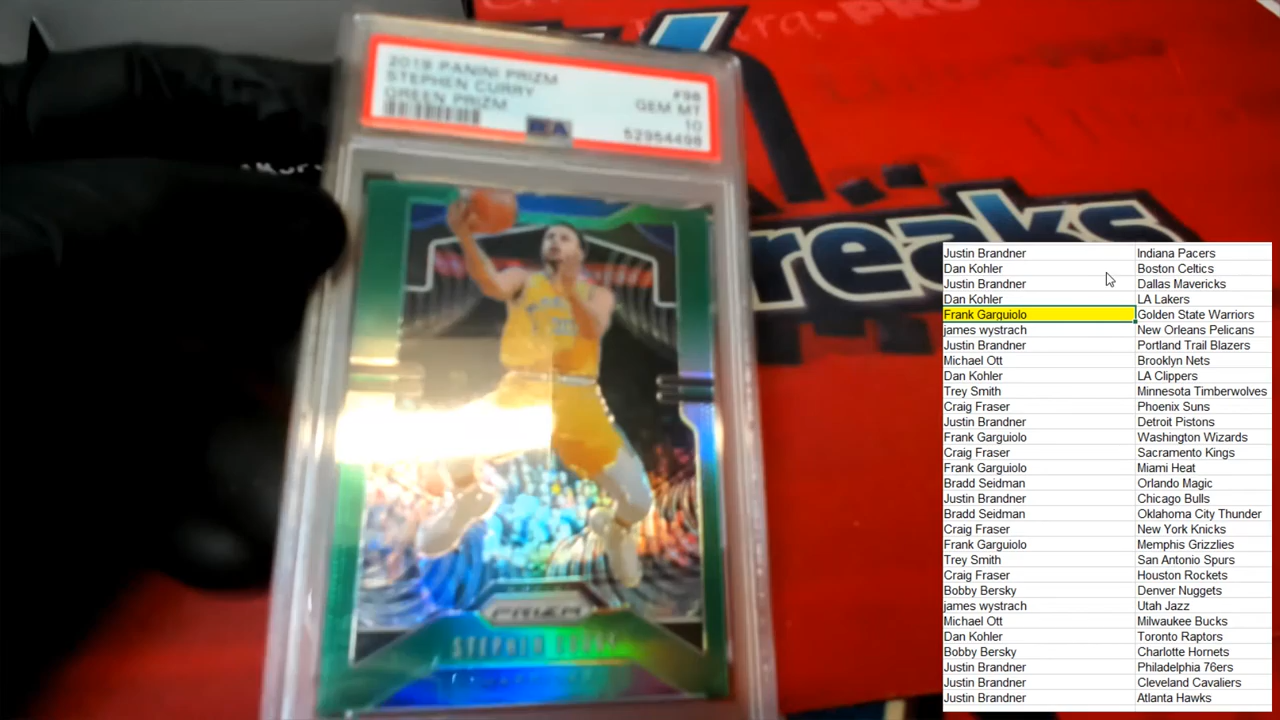 2019 PANINI PRIZM
STEPHEN CURRY
GREEN PRIZM
#98
GEM MT
10
PSA
52954498
reaks
PRIZM
STEPHEN CURRY
Justin Brandner Indiana Pacers
Dan Kohler Boston Celtics
Justin Brandner Dallas Mavericks
Dan Kohler LA Lakers
Frank Garguiolo Golden State Warriors
james wystrach New Orleans Pelicans
Justin Brandner Portland Trail Blazers
Michael Ott Brooklyn Nets
Dan Kohler LA Clippers
Trey Smith Minnesota Timberwolves
Craig Fraser Phoenix Suns
Justin Brandner Detroit Pistons
Frank Garguiolo Washington Wizards
Craig Fraser Sacramento Kings
Frank Garguiolo Miami Heat
Bradd Seidman Orlando Magic
Justin Brandner Chicago Bulls
Bradd Seidman Oklahoma City Thunder
Craig Fraser New York Knicks
Frank Garguiolo Memphis Grizzlies
Trey Smith San Antonio Spurs
Craig Fraser Houston Rockets
Bobby Bersky Denver Nuggets
james wystrach Utah Jazz
Michael Ott Milwaukee Bucks
Dan Kohler Toronto Raptors
Bobby Bersky Charlotte Hornets
Justin Brandner Philadelphia 76ers
Justin Brandner Cleveland Cavaliers
Justin Brandner Atlanta Hawks